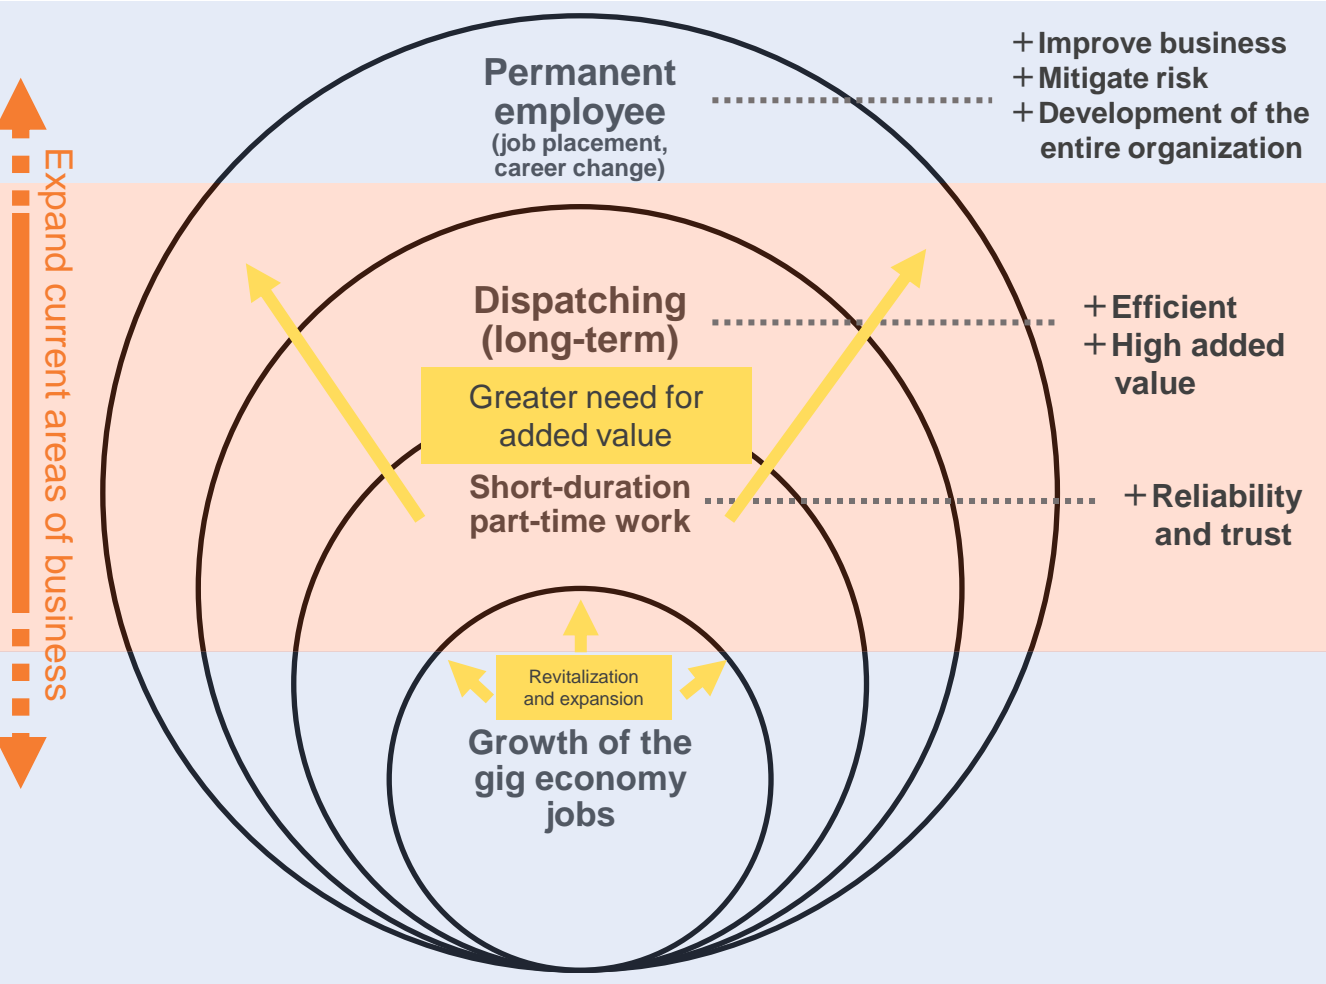 Permanent
employee
(job placement,
career change)
＋Improve business
＋Mitigate risk
＋Development of the
entire organization
Expand current areas of business
Dispatching
(long-term)
＋Efficient
＋High added
value
Greater need for
added value
Short-duration
part-time work
＋Reliability
and trust
Revitalization
and expansion
Growth of the
gig economy
jobs